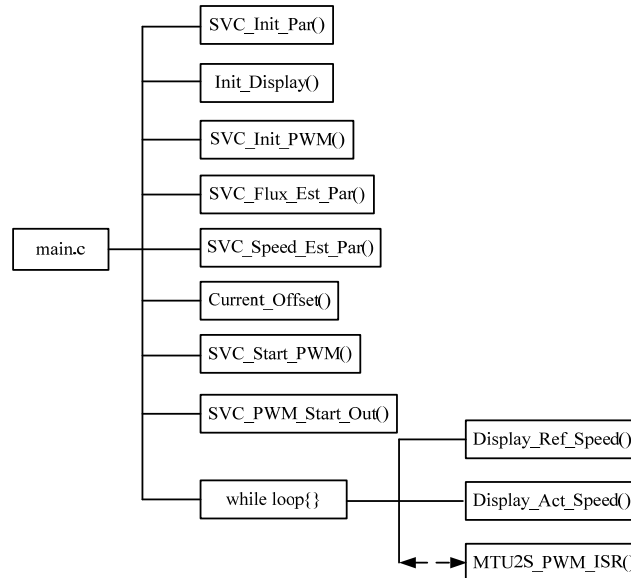 SVC_Init_Par()
Init_Display()
SVC_Init_PWM()
SVC_Flux_Est_Par()
main.c
SVC_Speed_Est_Par()
Current_Offset()
SVC_Start_PWM()
SVC_PWM_Start_Out()
Display_Ref_Speed()
while loop{}
Display_Act_Speed()
MTU2S_PWM_ISR()